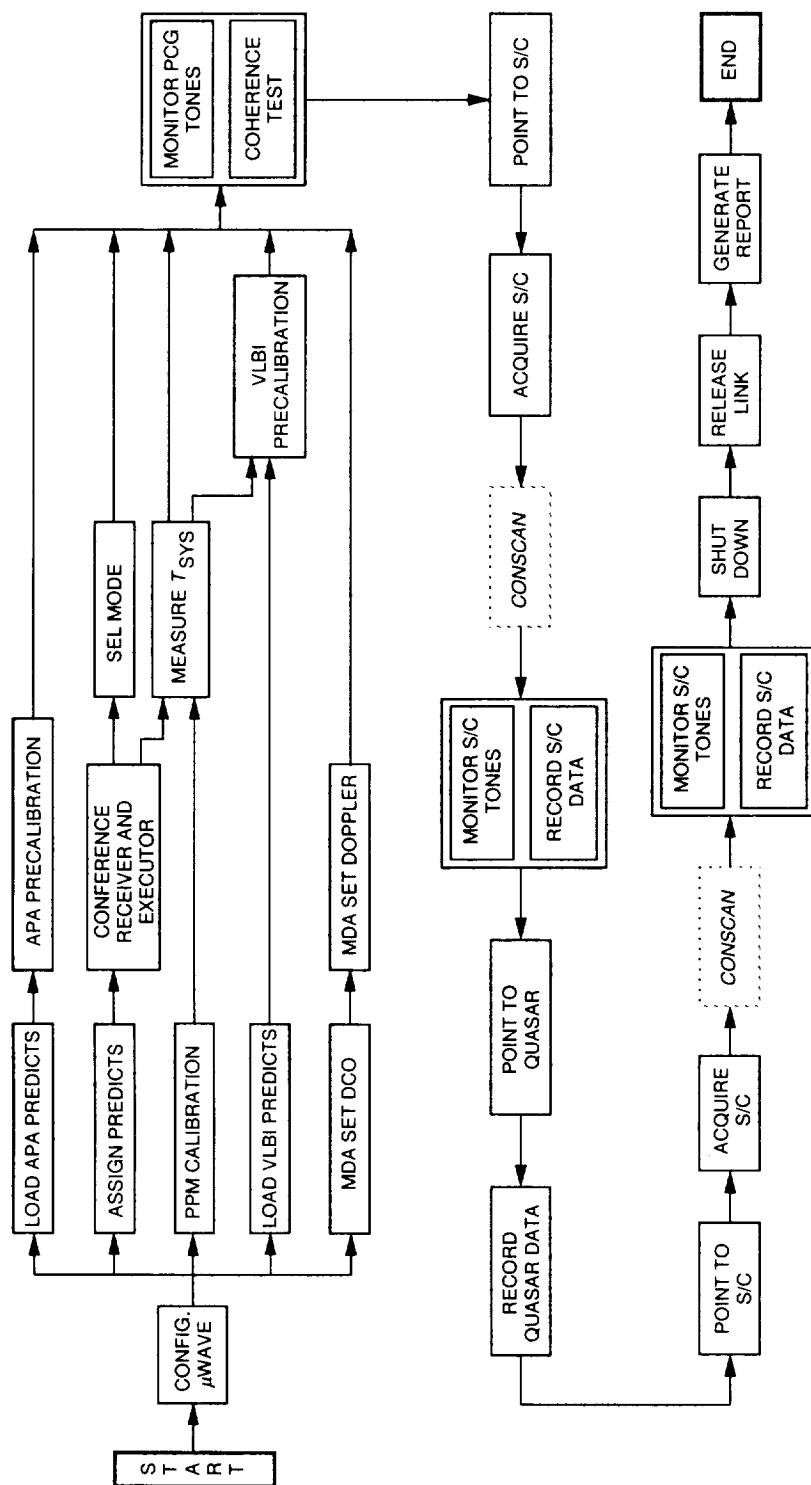 START
CONFIG.
μWAVE
LOAD APA PREDICTS
APA PRECALIBRATION
ASSIGN PREDICTS
CONFERENCE
RECEIVER AND
EXECUTOR
SEL MODE
PPM CALIBRATION
MEASURE TSYS
LOAD VLBI PREDICTS
VLBI
PRECALIBRATION
MDA SET DCO
MDA SET DOPPLER
MONITOR PCG
TONES
COHERENCE
TEST
POINT TO S/C
ACQUIRE S/C
CONSCAN
MONITOR S/C
TONES
RECORD S/C
DATA
POINT TO
QUASAR
RECORD
QUASAR DATA
POINT TO
S/C
ACQUIRE
S/C
CONSCAN
MONITOR S/C
TONES
RECORD S/C
DATA
SHUT
DOWN
RELEASE
LINK
GENERATE
REPORT
END